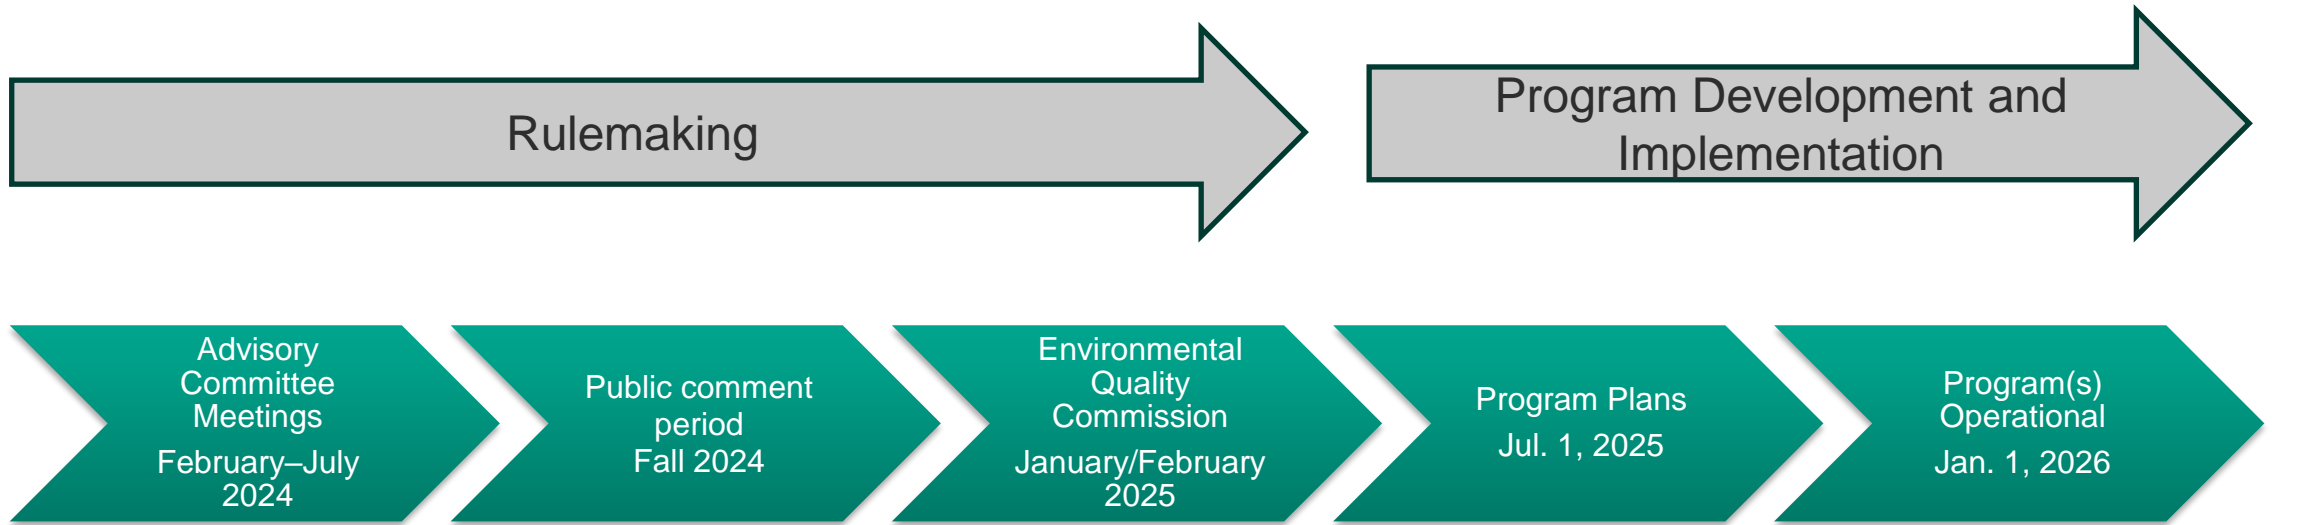 Rulemaking
Program Development and
Implementation
Advisory
Committee
Meetings
February–July
2024
Public comment
period
Fall 2024
Environmental
Quality
Commission
January/February
2025
Program Plans
Jul. 1, 2025
Program(s)
Operational
Jan. 1, 2026